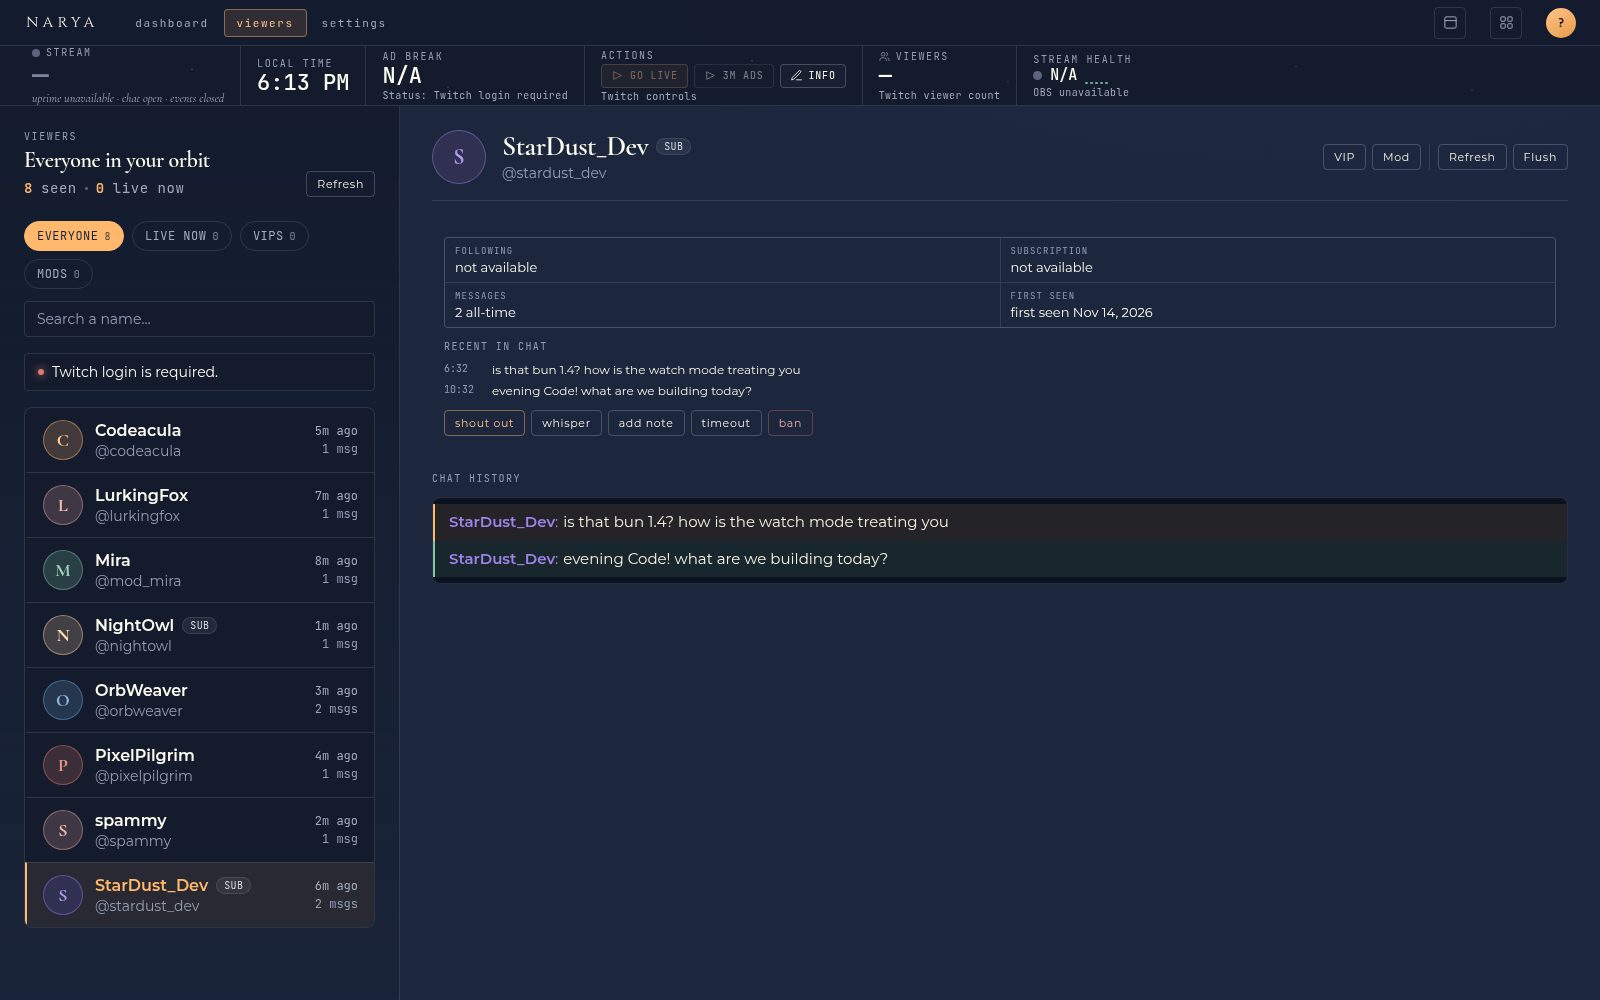 NARYA dashboard viewers settings ?
STREAM
—
uptime unavailable · chat open · events closed
LOCAL TIME
6:13 PM
AD BREAK
N/A
Status: Twitch login required
ACTIONS
GO LIVE 3M ADS INFO
Twitch controls
VIEWERS
—
Twitch viewer count
STREAM HEALTH
N/A
OBS unavailable
VIEWERS
Everyone in your orbit
8 seen · 0 live now
Refresh
EVERYONE 8 LIVE NOW 0 VIPS 0
MODS 0
Search a name...
Twitch login is required.
C Codeacula 5m ago
@codeacula 1 msg
L LurkingFox 7m ago
@lurkingfox 1 msg
M Mira 8m ago
@mod_mira 1 msg
N NightOwl SUB 1m ago
@nightowl 1 msg
O OrbWeaver 3m ago
@orbweaver 2 msgs
P PixelPilgrim 4m ago
@pixelpilgrim 1 msg
S spammy 2m ago
@spammy 1 msg
S StarDust_Dev SUB 6m ago
@stardust_dev 2 msgs
S StarDust_Dev SUB
@stardust_dev
VIP Mod Refresh Flush
FOLLOWING
not available
SUBSCRIPTION
not available
MESSAGES
2 all-time
FIRST SEEN
first seen Nov 14, 2026
RECENT IN CHAT
6:32 is that bun 1.4? how is the watch mode treating you
10:32 evening Code! what are we building today?
shout out whisper add note timeout ban
CHAT HISTORY
StarDust_Dev: is that bun 1.4? how is the watch mode treating you
StarDust_Dev: evening Code! what are we building today?